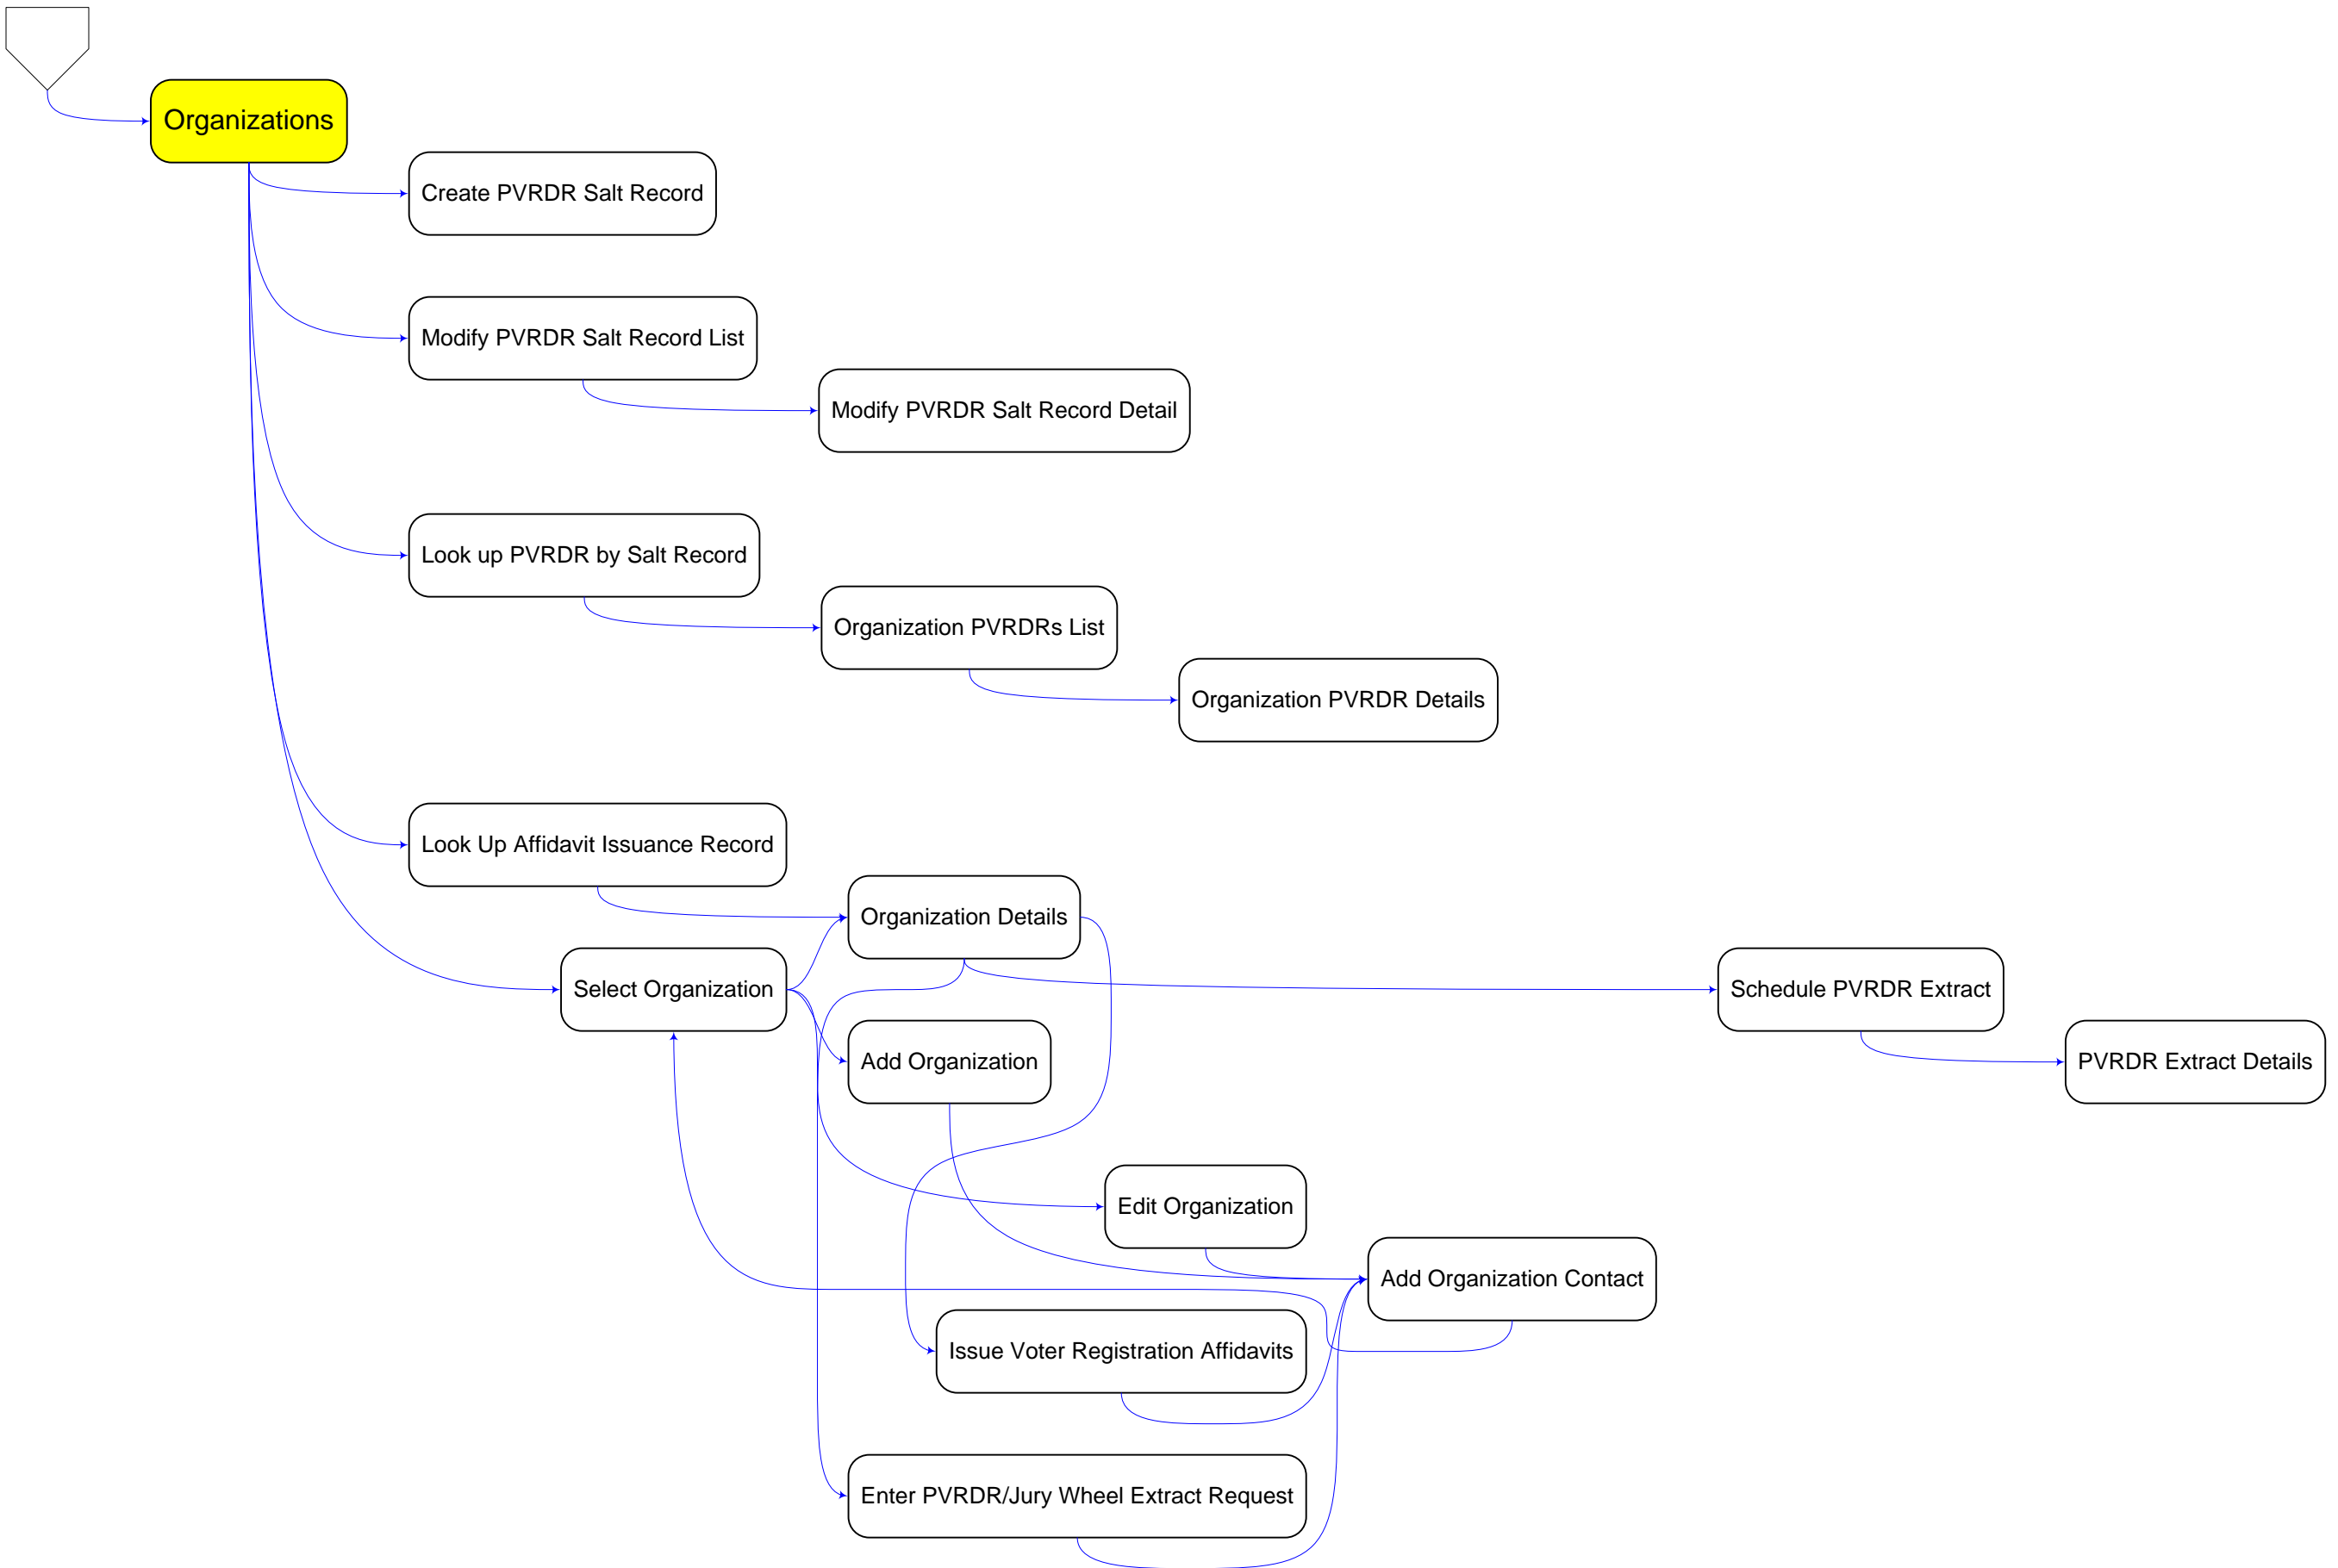 Organizations
Create PVRDR Salt Record
Modify PVRDR Salt Record List
Modify PVRDR Salt Record Detail
Look up PVRDR by Salt Record
Organization PVRDRs List
Organization PVRDR Details
Look Up Affidavit Issuance Record
Organization Details
Select Organization
Schedule PVRDR Extract
Add Organization
PVRDR Extract Details
Edit Organization
Add Organization Contact
Issue Voter Registration Affidavits
Enter PVRDR/Jury Wheel Extract Request